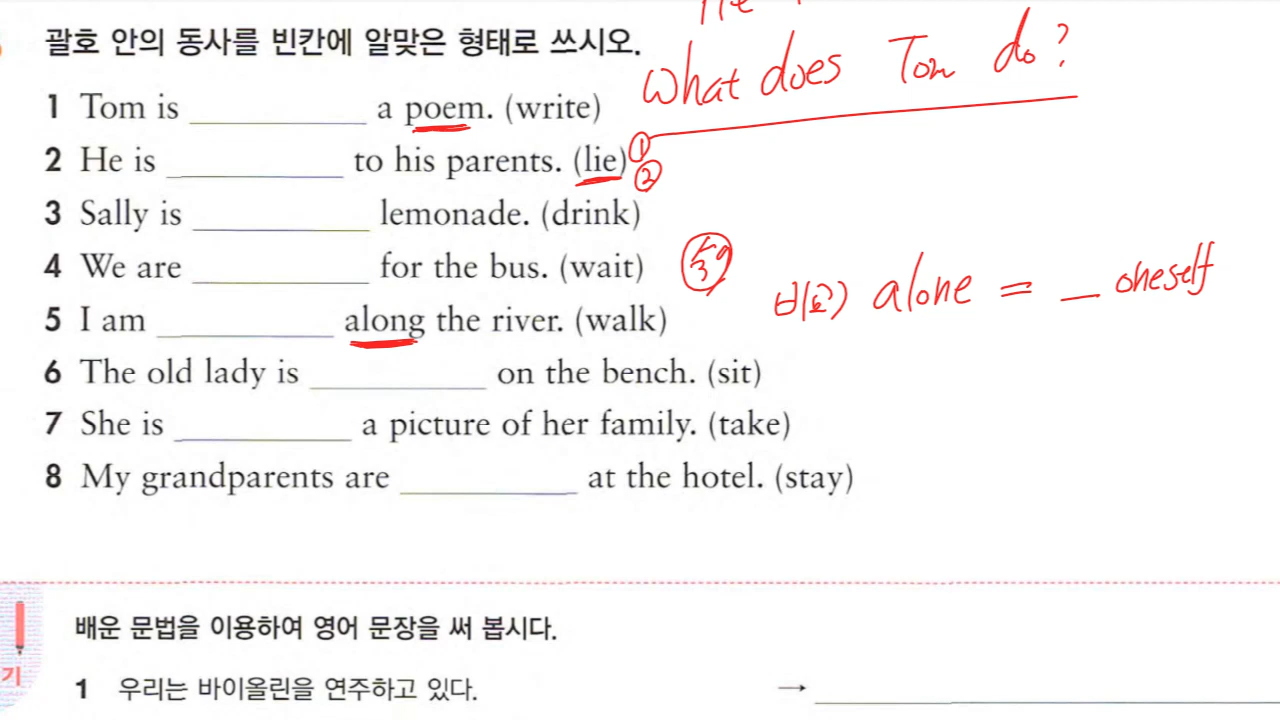 괄호 안의 동사를 빈칸에 알맞은 형태로 쓰시오.
He
What does Tom do?
1 Tom is __________ a poem. (write)
2 He is __________ to his parents. (lie) ① ②
3 Sally is __________ lemonade. (drink)
4 We are __________ for the bus. (wait)
5 I am __________ along the river. (walk)
alone = _ oneself
6 The old lady is __________ on the bench. (sit)
7 She is __________ a picture of her family. (take)
8 My grandparents are __________ at the hotel. (stay)
기
배운 문법을 이용하여 영어 문장을 써 봅시다.
1 우리는 바이올린을 연주하고 있다. → __________